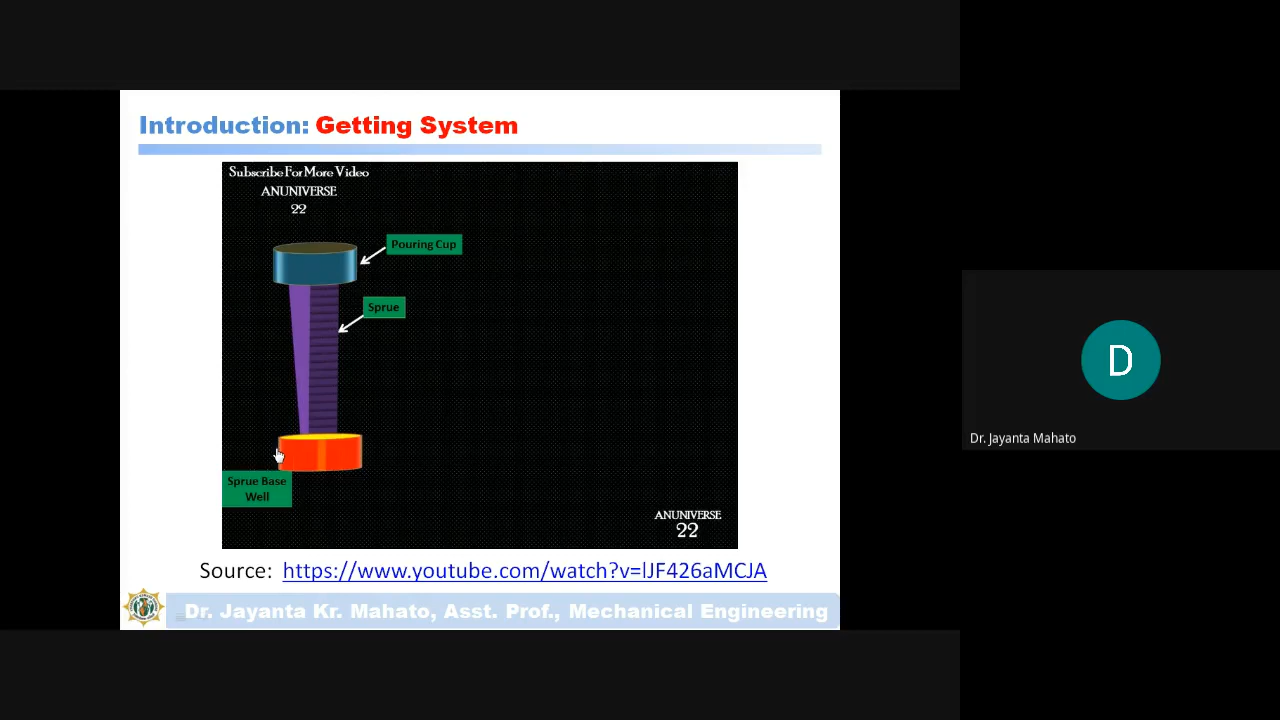 Introduction: Getting System
Subscribe For More Video
ANUNIVERSE
22
Pouring Cup
Sprue
Sprue Base
Well
ANUNIVERSE
22
Source: https://www.youtube.com/watch?v=lJF426aMCJA
Dr. Jayanta Kr. Mahato, Asst. Prof., Mechanical Engineering
D
Dr. Jayanta Mahato